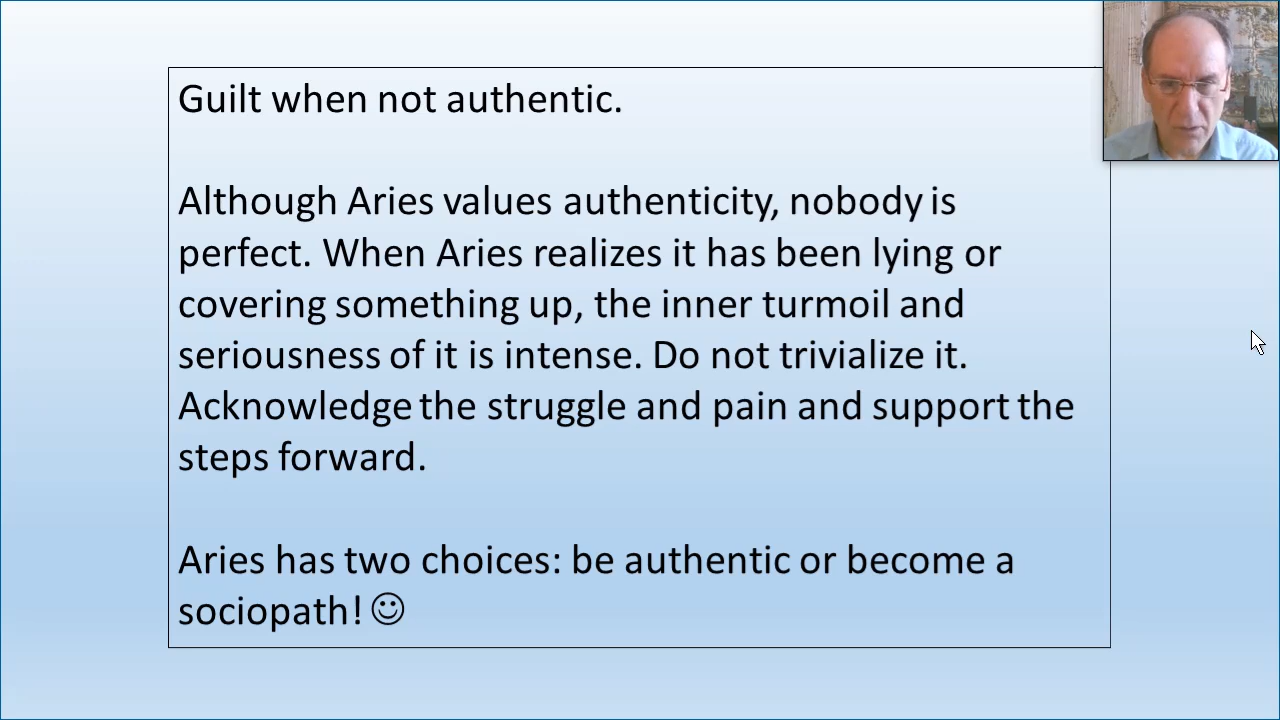 Guilt when not authentic.
Although Aries values authenticity, nobody is
perfect. When Aries realizes it has been lying or
covering something up, the inner turmoil and
seriousness of it is intense. Do not trivialize it.
Acknowledge the struggle and pain and support the
steps forward.
Aries has two choices: be authentic or become a
sociopath! ☺